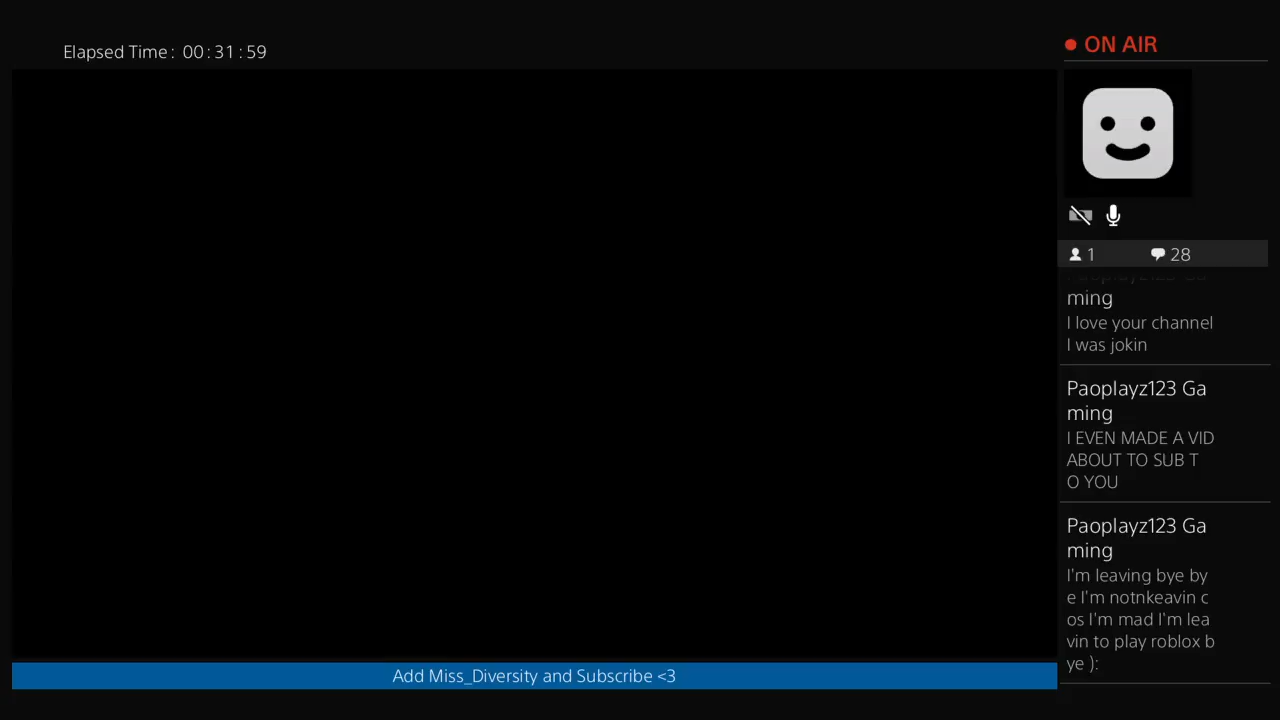 Elapsed Time: 00:31:59
ON AIR
1 28
ming
I love your channel
I was jokin
Paoplayz123 Ga
ming
I EVEN MADE A VID
ABOUT TO SUB T
O YOU
Paoplayz123 Ga
ming
I'm leaving bye by
e I'm notnkeavin c
os I'm mad I'm lea
vin to play roblox b
ye ):
Add Miss_Diversity and Subscribe <3